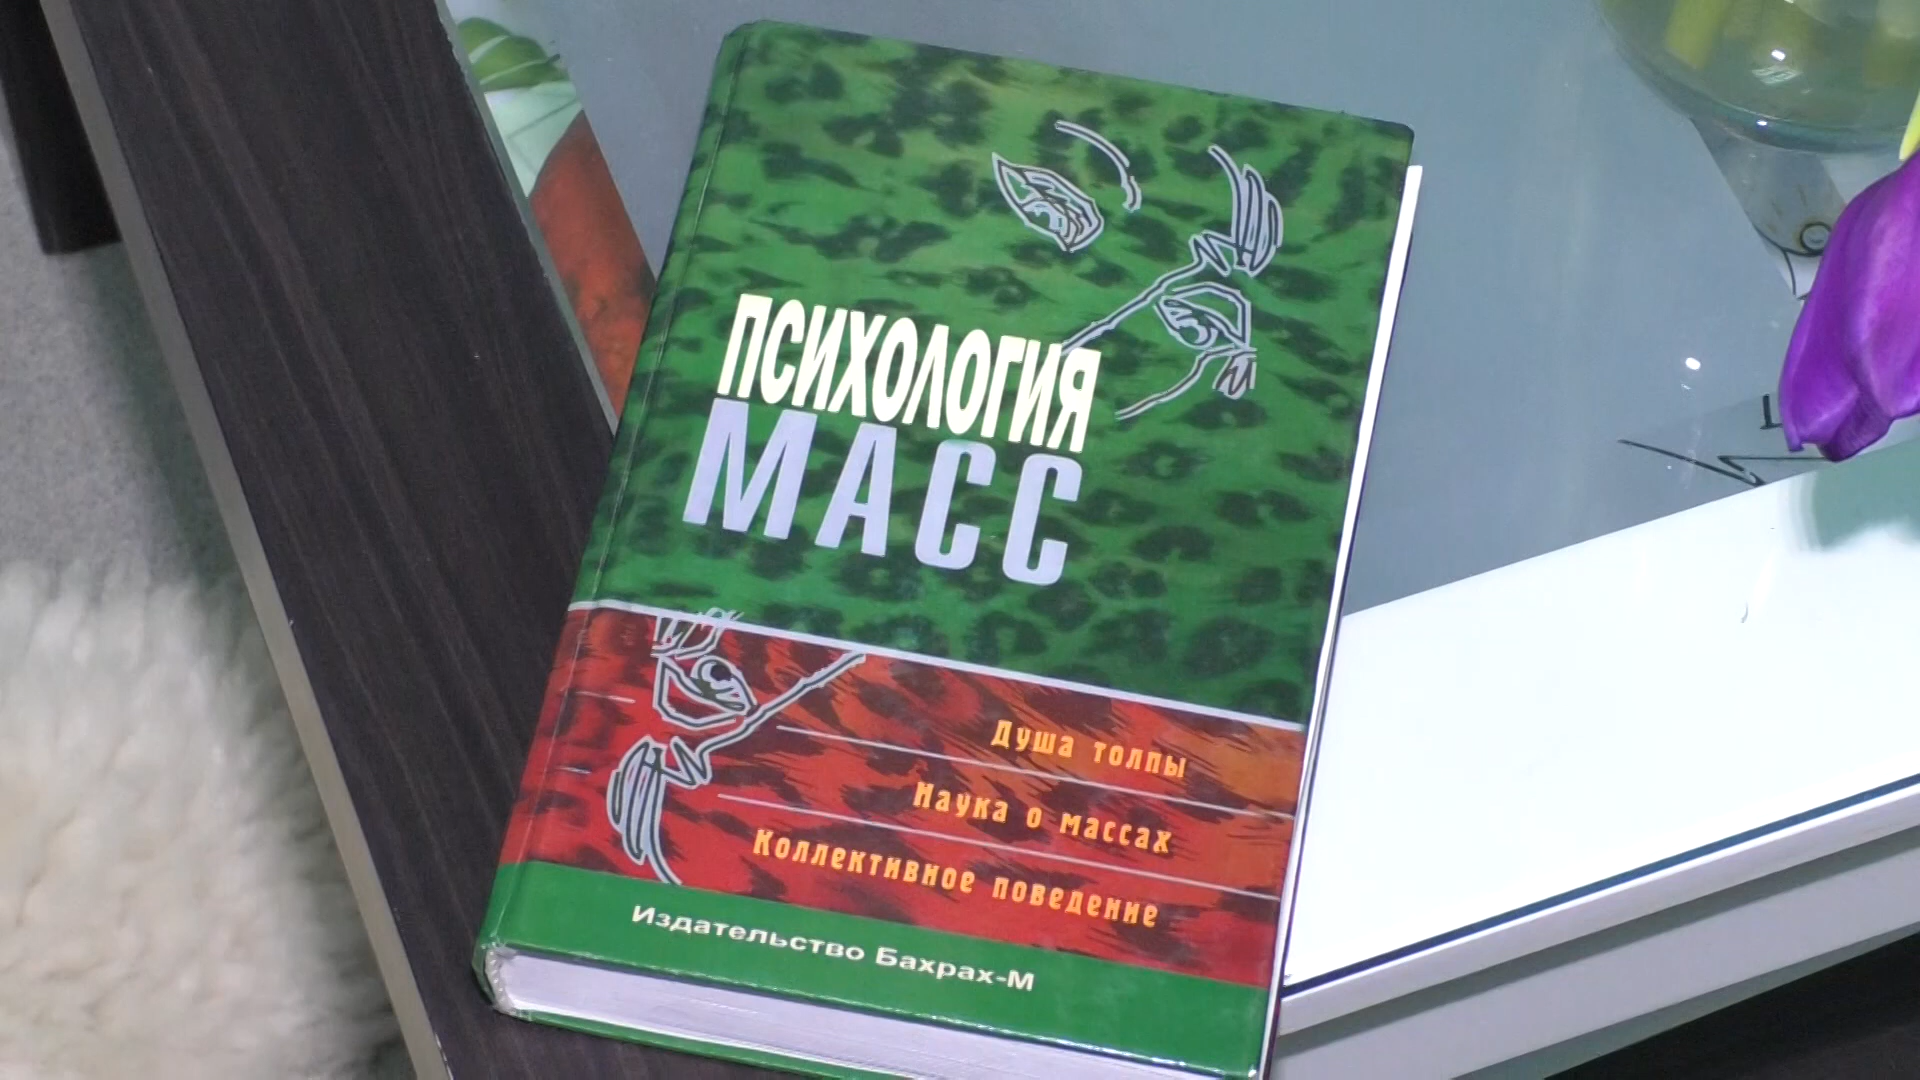 ПСИХОЛОГИЯ
МАСС
Душа толпы
Наука о массах
Коллективное поведение
Издательство Бахрах-М